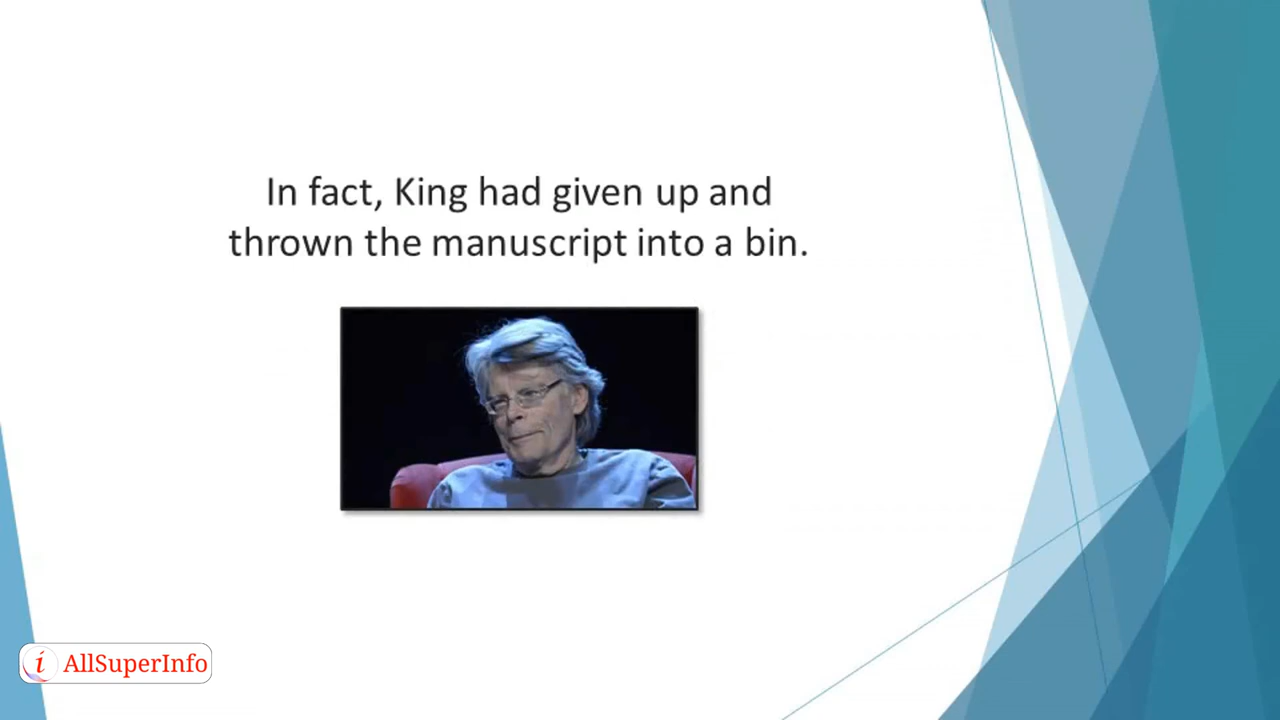 In fact, King had given up and
thrown the manuscript into a bin.
i AllSuperInfo